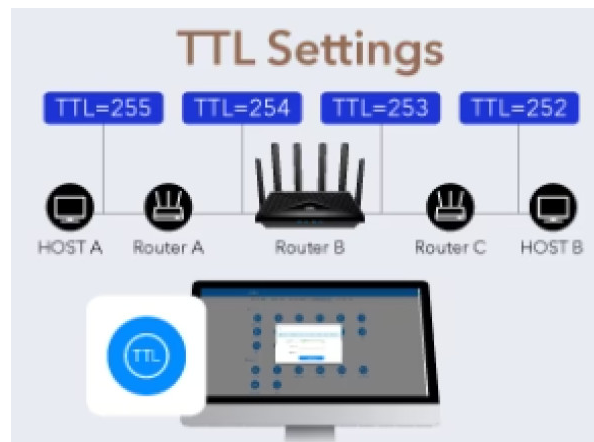 TTL Settings
TTL=255 TTL=254 TTL=253 TTL=252
HOST A Router A Router B Router C HOST B
TTL